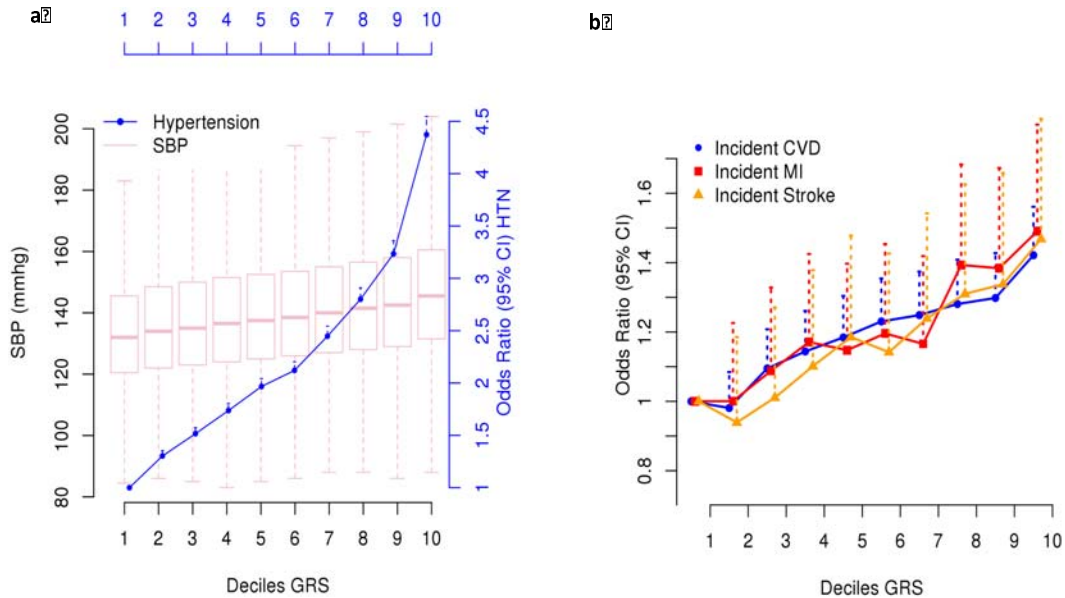 a
1 2 3 4 5 6 7 8 9 10
Hypertension
SBP
SBP (mmhg)
80 100 120 140 160 180 200
Odds Ratio (95% CI) HTN
1 1.5 2 2.5 3 3.5 4 4.5
1 2 3 4 5 6 7 8 9 10
Deciles GRS
b
Incident CVD
Incident MI
Incident Stroke
Odds Ratio (95% CI)
0.8 1 1.2 1.4 1.6
1 2 3 4 5 6 7 8 9 10
Deciles GRS